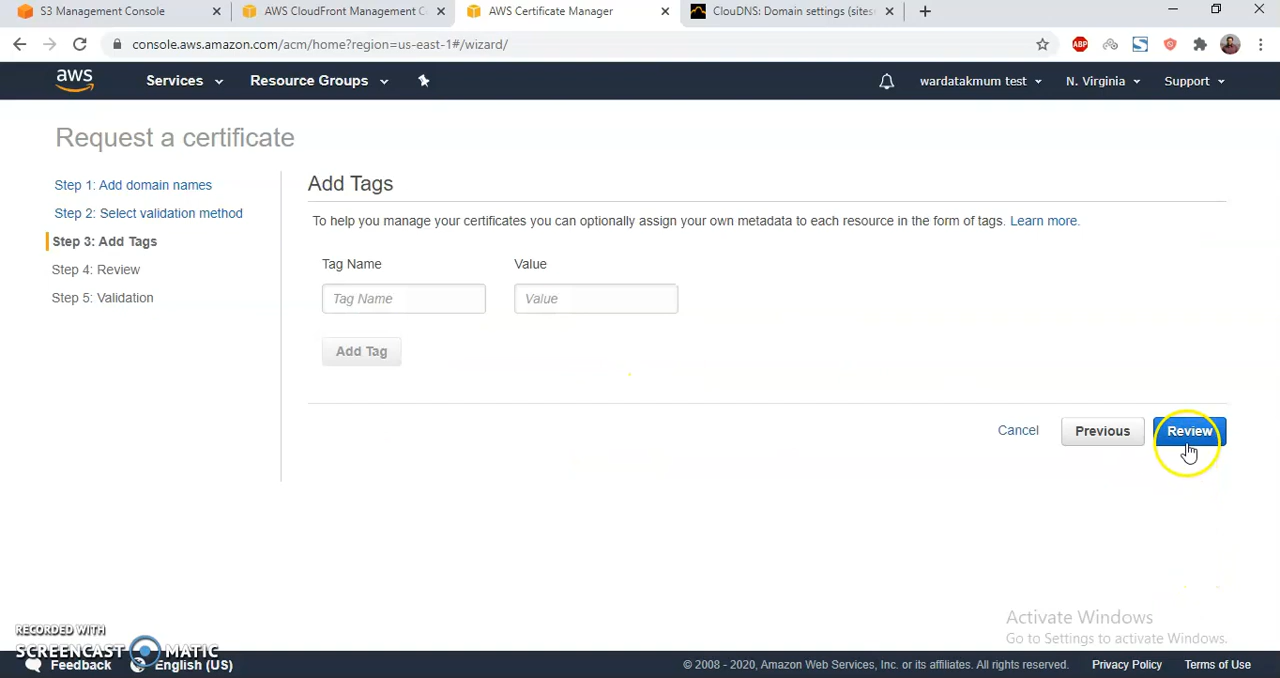 S3 Management Console
AWS CloudFront Management C
AWS Certificate Manager
ClouDNS: Domain settings (sites
console.aws.amazon.com/acm/home?region=us-east-1#/wizard/
ABP
aws
Services
Resource Groups
wardatakmum test
N. Virginia
Support
Request a certificate
Step 1: Add domain names
Step 2: Select validation method
Step 3: Add Tags
Step 4: Review
Step 5: Validation
Add Tags
To help you manage your certificates you can optionally assign your own metadata to each resource in the form of tags. Learn more.
Tag Name
Value
Tag Name
Value
Add Tag
Cancel
Previous
Review
Activate Windows
Go to Settings to activate Windows.
RECORDED WITH
SCREENCAST MATIC
Feedback
English (US)
© 2008 - 2020, Amazon Web Services, Inc. or its affiliates. All rights reserved.
Privacy Policy
Terms of Use